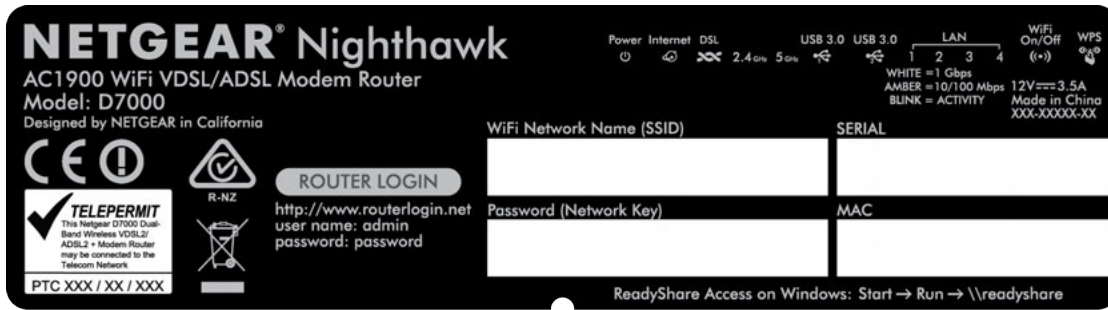 NETGEAR® Nighthawk
AC1900 WiFi VDSL/ADSL Modem Router
Model: D7000
Designed by NETGEAR in California
Power Internet DSL 2.4 GHz 5 GHz USB 3.0 USB 3.0 LAN WiFi On/Off WPS
1 2 3 4
WHITE = 1 Gbps
AMBER = 10/100 Mbps
BLINK = ACTIVITY
12V⎓3.5A
Made in China
XXX-XXXXX-XX
CE
R-NZ
TELEPERMIT
This Netgear D7000 Dual-
Band Wireless VDSL2/
ADSL2 + Modem Router
may be connected to the
Telecom Network
PTC XXX / XX / XXX
ROUTER LOGIN
http://www.routerlogin.net
user name: admin
password: password
WiFi Network Name (SSID)
SERIAL
Password (Network Key)
MAC
ReadyShare Access on Windows: Start → Run → \\readyshare